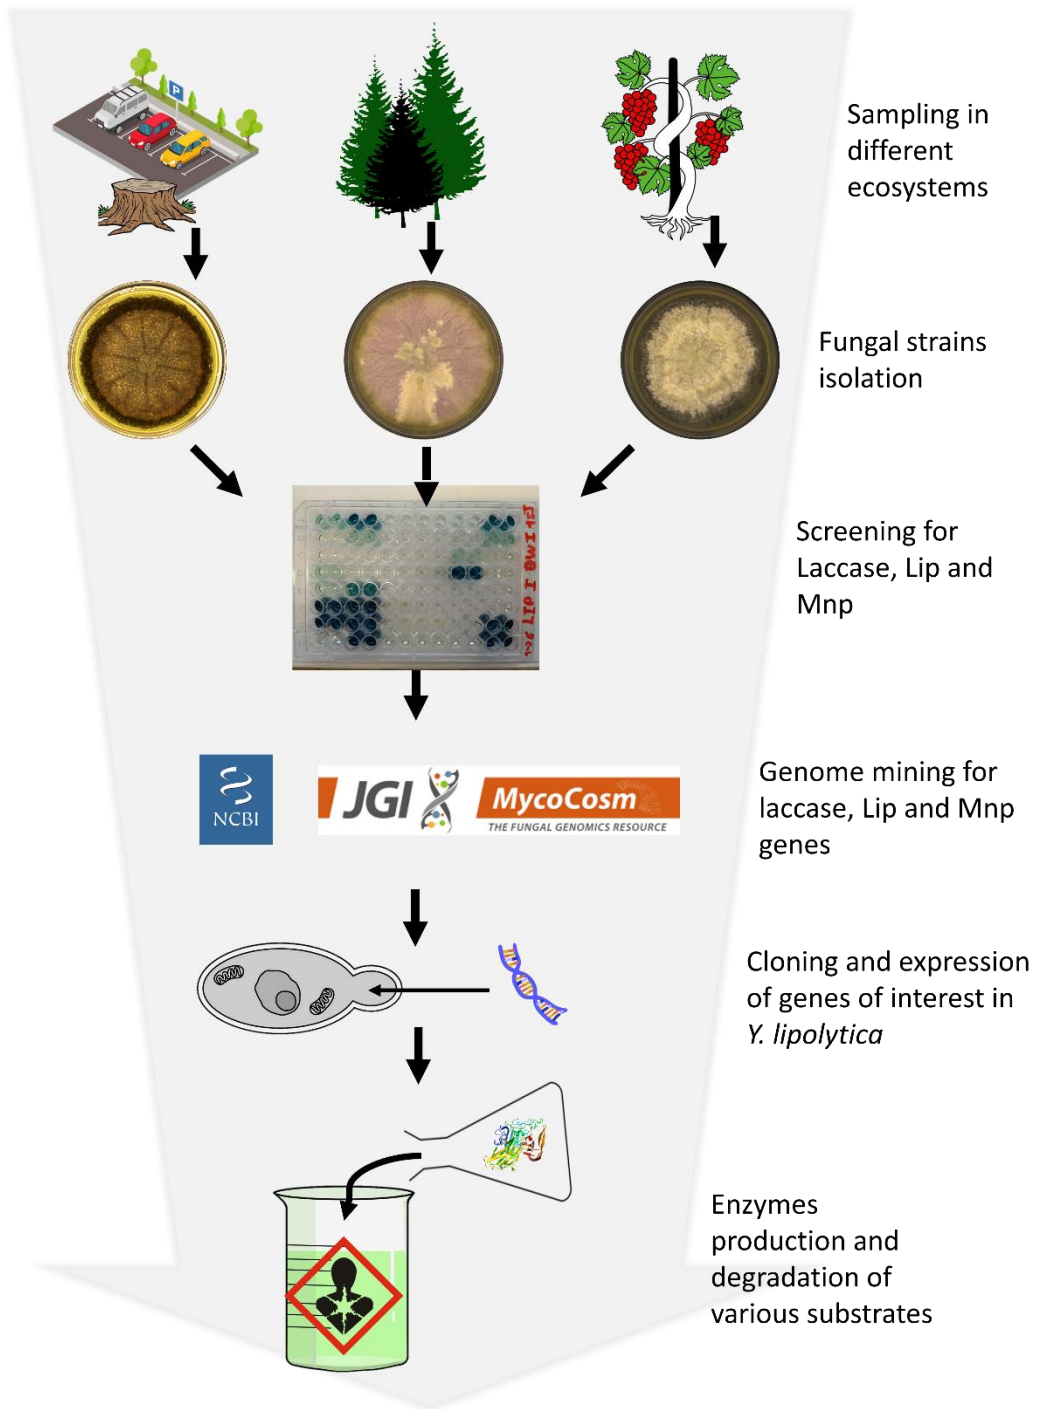 P
Sampling in
different
ecosystems
Fungal strains
isolation
Screening for
Laccase, Lip and
Mnp
NCBI
JGI
MycoCosm
THE FUNGAL GENOMICS RESOURCE
Genome mining for
laccase, Lip and Mnp
genes
Cloning and expression
of genes of interest in
Y. lipolytica
Enzymes
production and
degradation of
various substrates